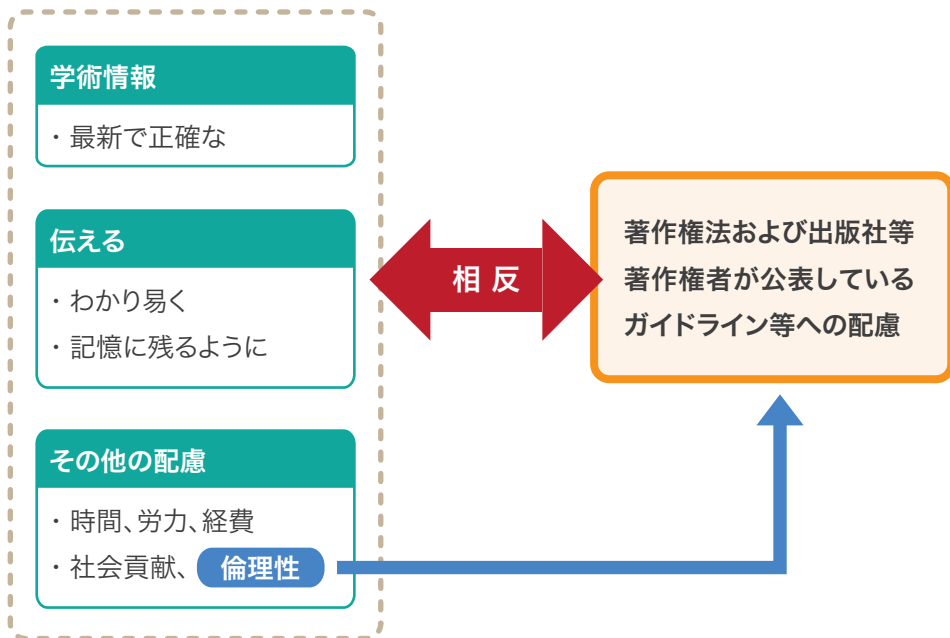 学術情報
・最新で正確な
伝える
・わかり易く
・記憶に残るように
その他の配慮
・時間、労力、経費
・社会貢献、倫理性
相反
著作権法および出版社等
著作権者が公表している
ガイドライン等への配慮